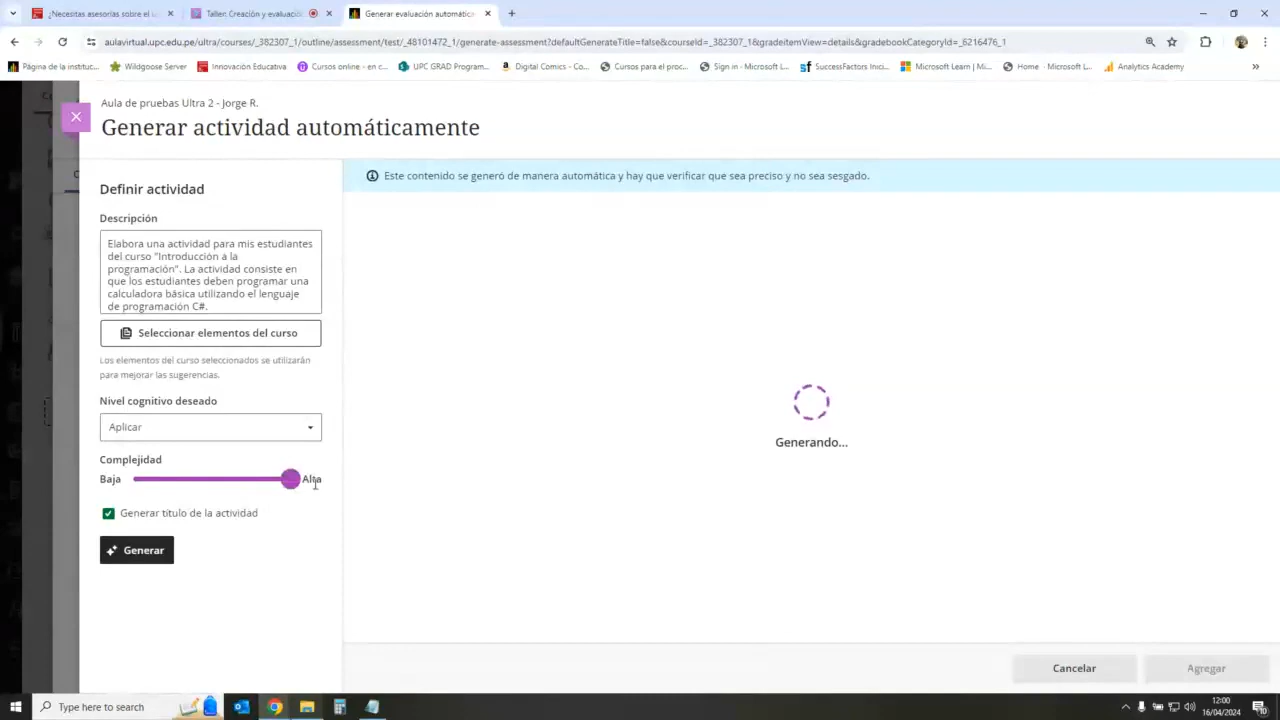 ¿Necesitas asesorías sobre el u
Taller: Creación y evaluación
Generar evaluación automática
aulavirtual.upc.edu.pe/ultra/courses/_382307_1/outline/assessment/test/_48101472_1/generate-assessment?defaultGenerateTitle=false&courseId=_382307_1&gradeitemView=details&gradebookCategoryId=_6216476_1
Página de la instituc...
Wildgoose Server
Innovación Educativa
Cursos online - en c...
UPC GRAD Program...
Digital Comics - Co...
Cursos para el proc...
Sign in - Microsoft L...
SuccessFactors Inici...
Microsoft Learn | Mi...
Home - Microsoft L...
Analytics Academy
Aula de pruebas Ultra 2 - Jorge R.
Generar actividad automáticamente
Definir actividad
Este contenido se generó de manera automática y hay que verificar que sea preciso y no sea sesgado.
Descripción
Elabora una actividad para mis estudiantes
del curso "Introducción a la
programación". La actividad consiste en
que los estudiantes deben programar una
calculadora básica utilizando el lenguaje
de programación C#.
Seleccionar elementos del curso
Los elementos del curso seleccionados se utilizarán
para mejorar las sugerencias.
Nivel cognitivo deseado
Aplicar
Complejidad
Baja
Alta
Generar título de la actividad
Generar
Generando...
Cancelar
Agregar
Type here to search
12:00
16/04/2024